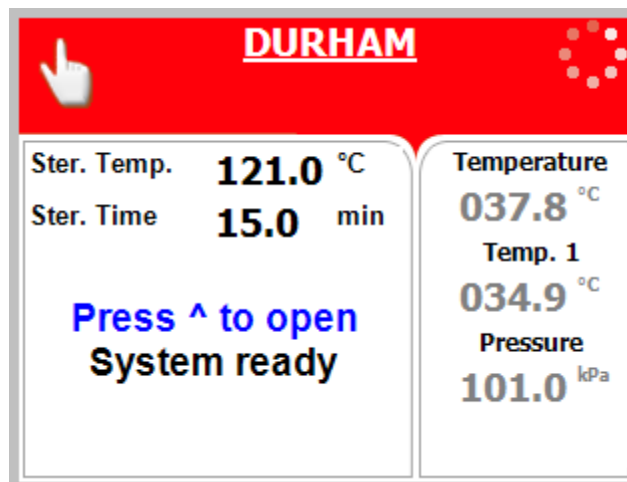 DURHAM
Ster. Temp. 121.0 °C
Ster. Time 15.0 min
Press ^ to open
System ready
Temperature
037.8 °C
Temp. 1
034.9 °C
Pressure
101.0 kPa